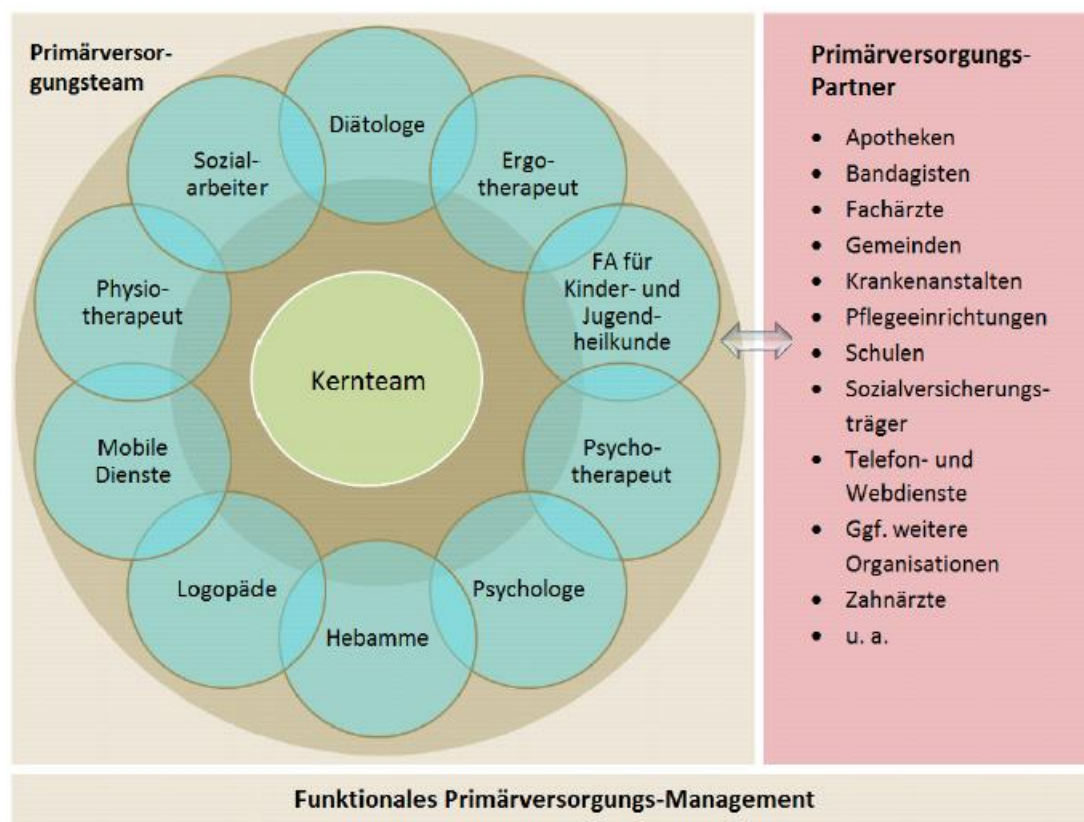 Primärversor-
gungsteam
Diätologe
Ergo-
therapeut
FA für
Kinder- und
Jugend-
heilkunde
Psycho-
therapeut
Psychologe
Hebamme
Logopäde
Mobile
Dienste
Physio-
therapeut
Sozial-
arbeiter
Kernteam
Primärversorgungs-
Partner
• Apotheken
• Bandagisten
• Fachärzte
• Gemeinden
• Krankenanstalten
• Pflegeeinrichtungen
• Schulen
• Sozialversicherungs-
träger
• Telefon- und
Webdienste
• Ggf. weitere
Organisationen
• Zahnärzte
• u. a.
Funktionales Primärversorgungs-Management